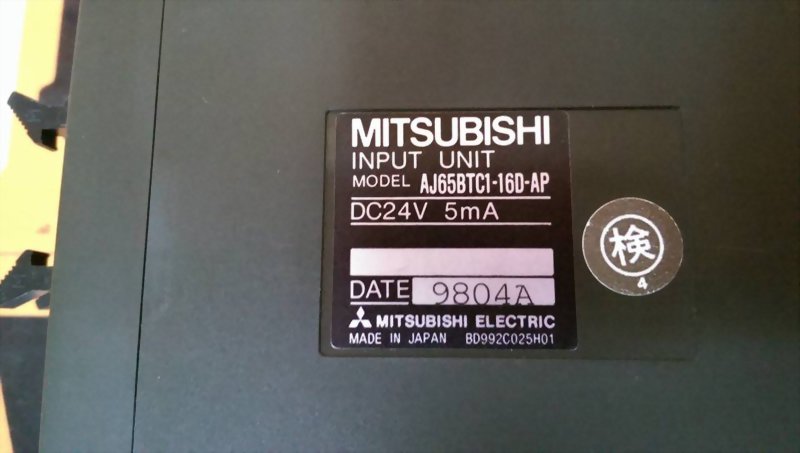 MITSUBISHI
INPUT UNIT
MODEL AJ65BTC1-16D-AP
DC24V 5mA
DATE 9804A
MITSUBISHI ELECTRIC
MADE IN JAPAN BD992C025H01
検
4